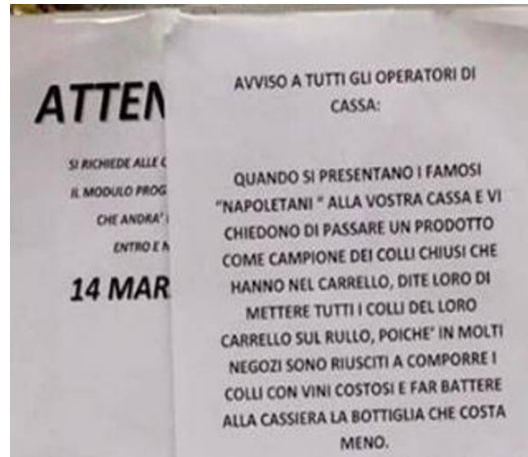 ATTEN
SI RICHIEDE ALLE
IL MODULO PROG
CHE ANDRA'
ENTRO E
14 MAR
AVVISO A TUTTI GLI OPERATORI DI
CASSA:
QUANDO SI PRESENTANO I FAMOSI
"NAPOLETANI " ALLA VOSTRA CASSA E VI
CHIEDONO DI PASSARE UN PRODOTTO
COME CAMPIONE DEI COLLI CHIUSI CHE
HANNO NEL CARRELLO, DITE LORO DI
METTERE TUTTI I COLLI DEL LORO
CARRELLO SUL RULLO, POICHE' IN MOLTI
NEGOZI SONO RIUSCITI A COMPORRE I
COLLI CON VINI COSTOSI E FAR BATTERE
ALLA CASSIERA LA BOTTIGLIA CHE COSTA
MENO.